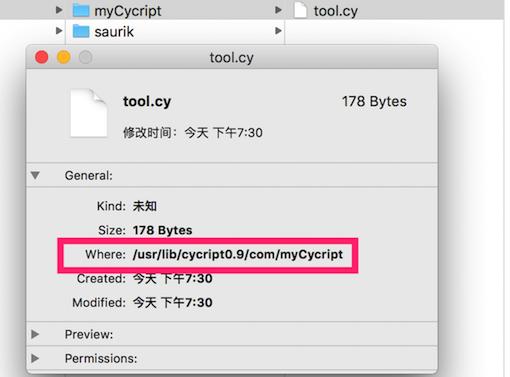 myCycript
tool.cy
saurik
tool.cy
tool.cy
178 Bytes
修改时间：今天 下午7:30
General:
Kind: 未知
Size: 178 Bytes
Where: /usr/lib/cycript0.9/com/myCycript
Created: 今天 下午7:30
Modified: 今天 下午7:30
Preview:
Permissions: